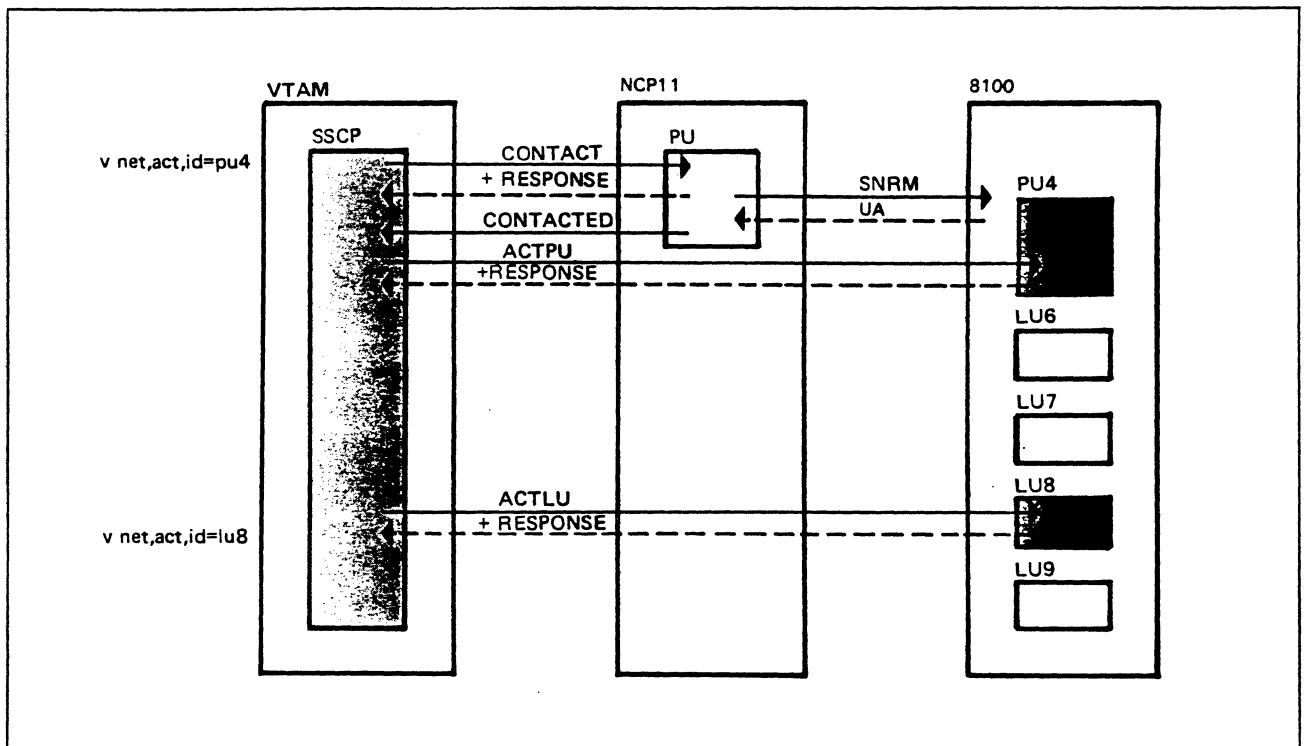 VTAM
NCP11
8100
SSCP
PU
v net,act,id=pu4
CONTACT
+ RESPONSE
SNRM
PU4
UA
CONTACTED
ACTPU
+RESPONSE
LU6
LU7
LU8
ACTLU
+ RESPONSE
v net,act,id=lu8
LU9